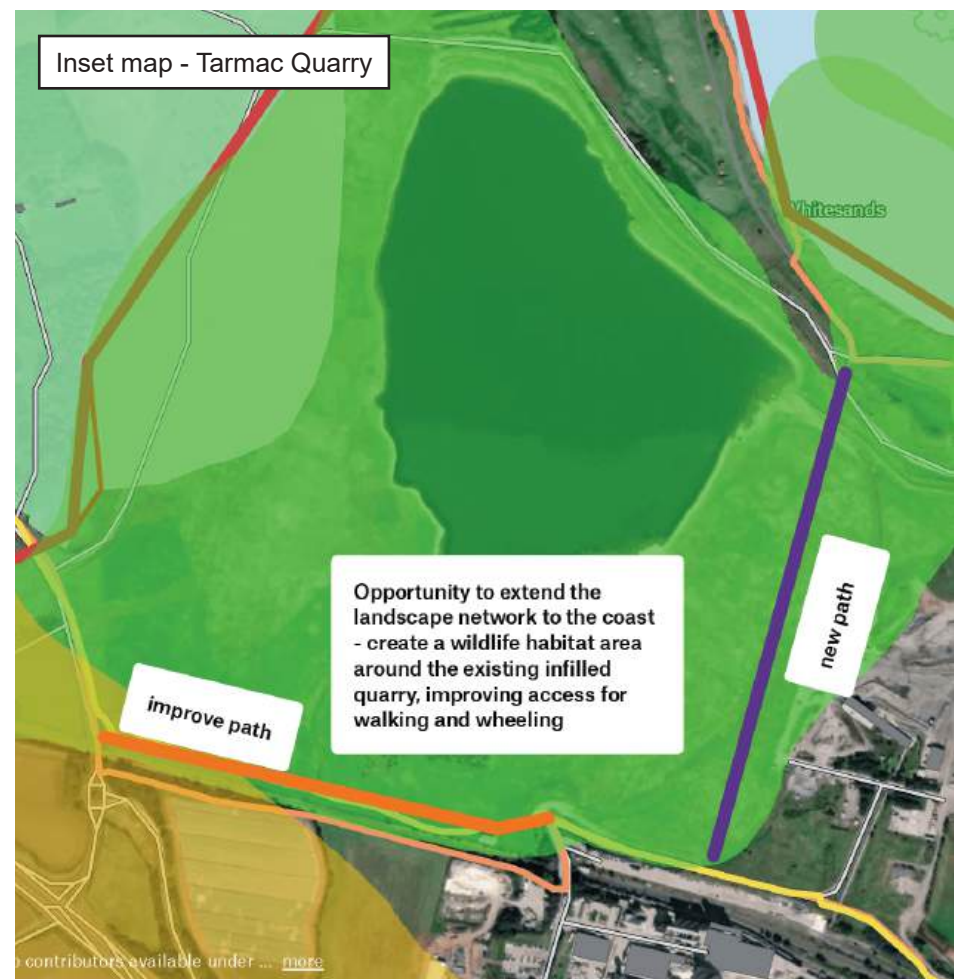 Inset map - Tarmac Quarry
Whitesands
Opportunity to extend the
landscape network to the coast
- create a wildlife habitat area
around the existing infilled
quarry, improving access for
walking and wheeling
new path
improve path
contributors available under ... more